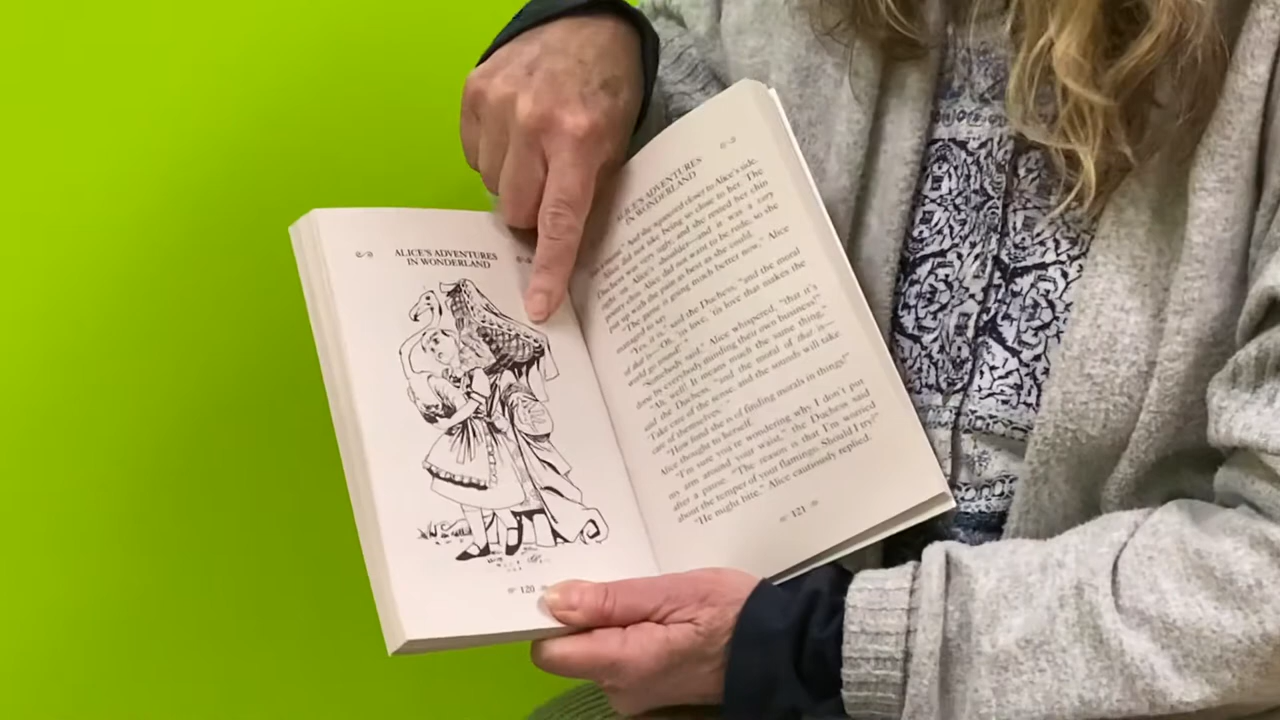 ALICE'S ADVENTURES
IN WONDERLAND
120
ALICE'S ADVENTURES
IN WONDERLAND
And she squeezed closer to Alice's side.
Alice did not like being so close to her. The
Duchess was very ugly, and she rested her chin
right on Alice's shoulder—and it was a very
pointy chin. Alice did not want to be rude, so she
put up with the pain as best as she could.
"The game is going much better now," Alice
managed to say.
"Yes, it is," said the Duchess, "and the moral
of that is—'Oh, 'tis love, 'tis love that makes the
world go round!'"
"Somebody said," Alice whispered, "that it's
done by everybody minding their own business!"
"Ah, well! It means much the same thing,"
said the Duchess, "and the moral of that is—
'Take care of the sense, and the sounds will take
care of themselves.'"
"How fond she is of finding morals in things!"
Alice thought to herself.
"I'm sure you're wondering why I don't put
my arm around your waist," the Duchess said
after a pause. "The reason is that I'm worried
about the temper of your flamingo. Should I try?"
"He might bite," Alice cautiously replied.
121